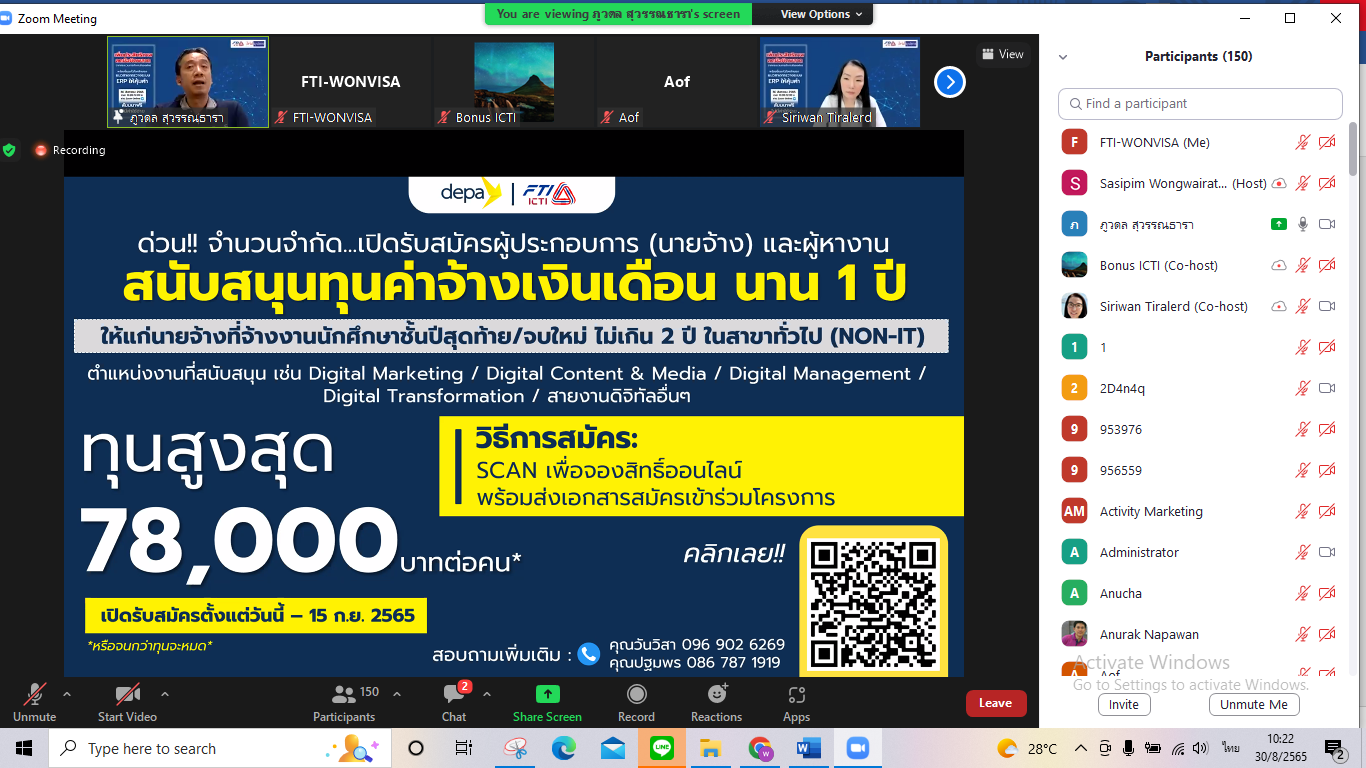 Zoom Meeting
You are viewing ภูวดล สุวรรณธารา's screen
View Options
ภูวดล สุวรรณธารา
FTI-WONVISA
FTI-WONVISA
Bonus ICTI
Aof
Aof
Siriwan Tiralerd
View
Recording
depa
FTI
ICTI
ด่วน!! จำนวนจำกัด...เปิดรับสมัครผู้ประกอบการ (นายจ้าง) และผู้หางาน
สนับสนุนทุนค่าจ้างเงินเดือน นาน 1 ปี
ให้แก่นายจ้างที่จ้างงานนักศึกษาชั้นปีสุดท้าย/จบใหม่ ไม่เกิน 2 ปี ในสาขาทั่วไป (NON-IT)
ตำแหน่งงานที่สนับสนุน เช่น Digital Marketing / Digital Content & Media / Digital Management /
Digital Transformation / สายงานดิจิทัลอื่นๆ
ทุนสูงสุด
78,000 บาทต่อคน*
เปิดรับสมัครตั้งแต่วันนี้ – 15 ก.ย. 2565
*หรือจนกว่าทุนจะหมด*
วิธีการสมัคร:
SCAN เพื่อจองสิทธิ์ออนไลน์
พร้อมส่งเอกสารสมัครเข้าร่วมโครงการ
คลิกเลย!!
สอบถามเพิ่มเติม :
คุณวันวิสา 096 902 6269
คุณปฐมพร 086 787 1919
Participants (150)
Find a participant
F FTI-WONVISA (Me)
S Sasipim Wongwairat... (Host)
ภ ภูวดล สุวรรณธารา
Bonus ICTI (Co-host)
Siriwan Tiralerd (Co-host)
1 1
2 2D4n4q
9 953976
9 956559
AM Activity Marketing
A Administrator
A Anucha
Anurak Napawan
A Aof
Activate Windows
Go to Settings to activate Windows.
Invite
Unmute Me
Unmute
Start Video
150
Participants
2
Chat
Share Screen
Record
Reactions
Apps
Leave
Type here to search
LINE
28°C
ไทย
10:22
30/8/2565
2